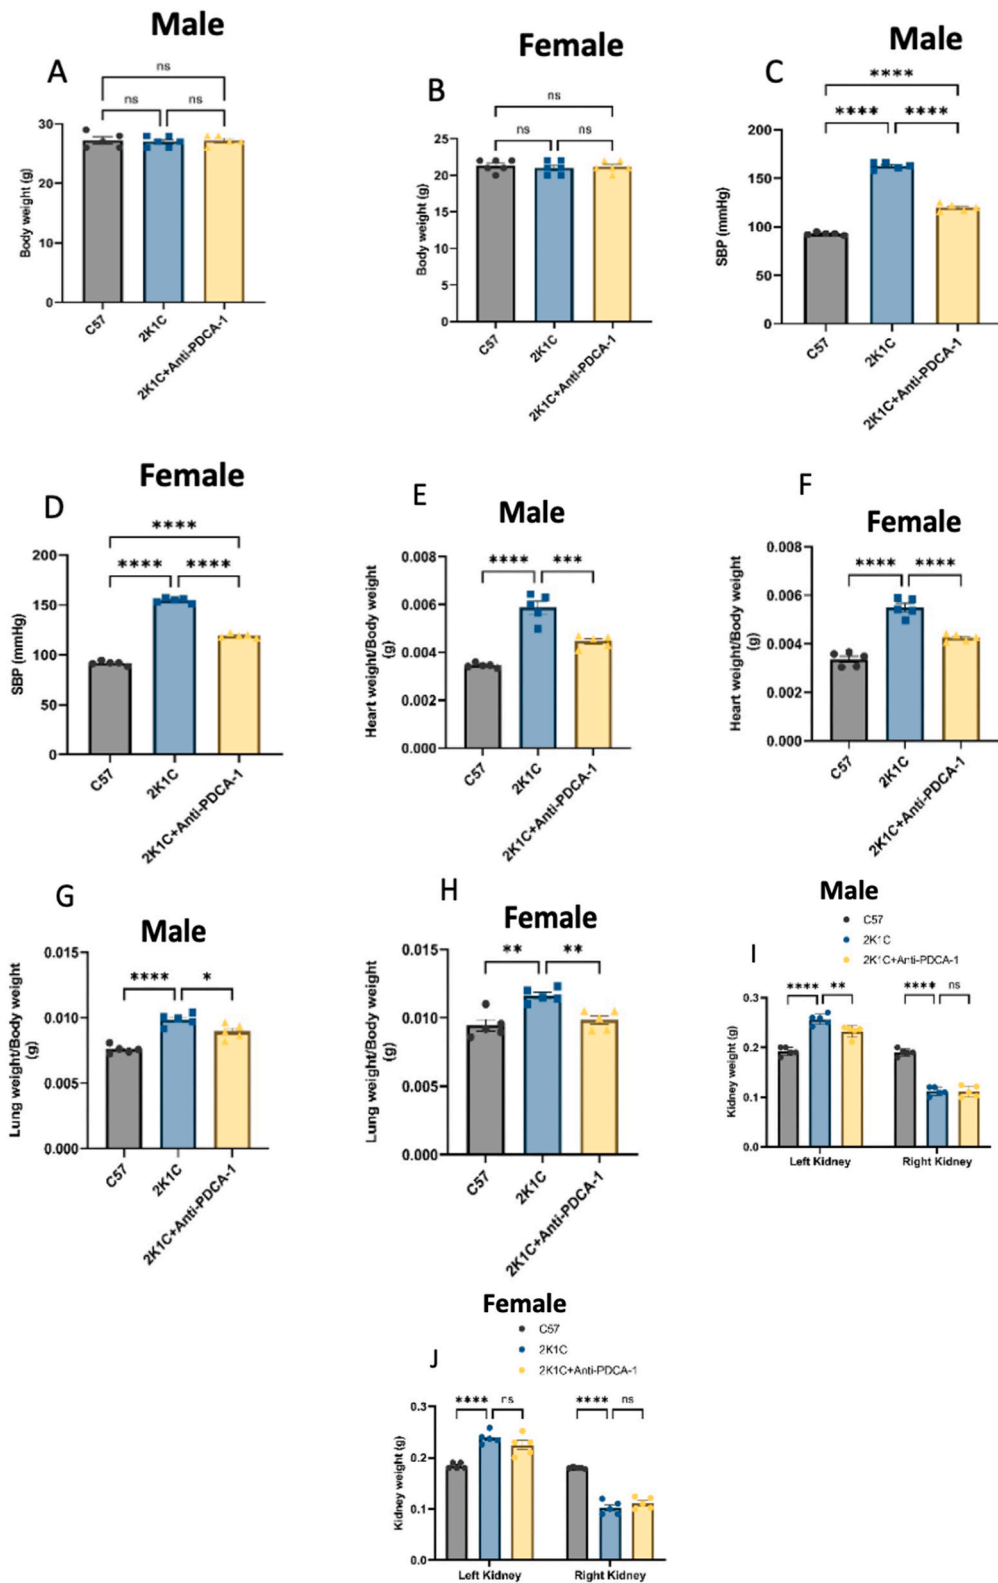 Male
A
ns
ns
ns
30
20
10
0
Body weight (g)
C57
2K1C
2K1C+Anti-PDCA-1
Female
B
ns
ns
ns
25
20
15
10
5
0
Body weight (g)
C57
2K1C
2K1C+Anti-PDCA-1
Male
C
****
****
****
200
150
100
50
0
SBP (mmHg)
C57
2K1C
2K1C+Anti-PDCA-1
Female
D
****
****
****
200
150
100
50
0
SBP (mmHg)
C57
2K1C
2K1C+Anti-PDCA-1
E
Male
****
***
0.008
0.006
0.004
0.002
0.000
Heart weight/Body weight
(g)
C57
2K1C
2K1C+Anti-PDCA-1
F
Female
****
****
0.008
0.006
0.004
0.002
0.000
Heart weight/Body weight
(g)
C57
2K1C
2K1C+Anti-PDCA-1
G
Male
****
*
0.015
0.010
0.005
0.000
Lung weight/Body weight
(g)
C57
2K1C
2K1C+Anti-PDCA-1
H
Female
**
**
0.015
0.010
0.005
0.000
Lung weight/Body weight
(g)
C57
2K1C
2K1C+Anti-PDCA-1
Male
C57
2K1C
2K1C+Anti-PDCA-1
I
****
**
****
ns
0.3
0.2
0.1
0.0
Kidney weight (g)
Left Kidney
Right Kidney
Female
C57
2K1C
2K1C+Anti-PDCA-1
J
****
ns
****
ns
0.3
0.2
0.1
0.0
Kidney weight (g)
Left Kidney
Right Kidney